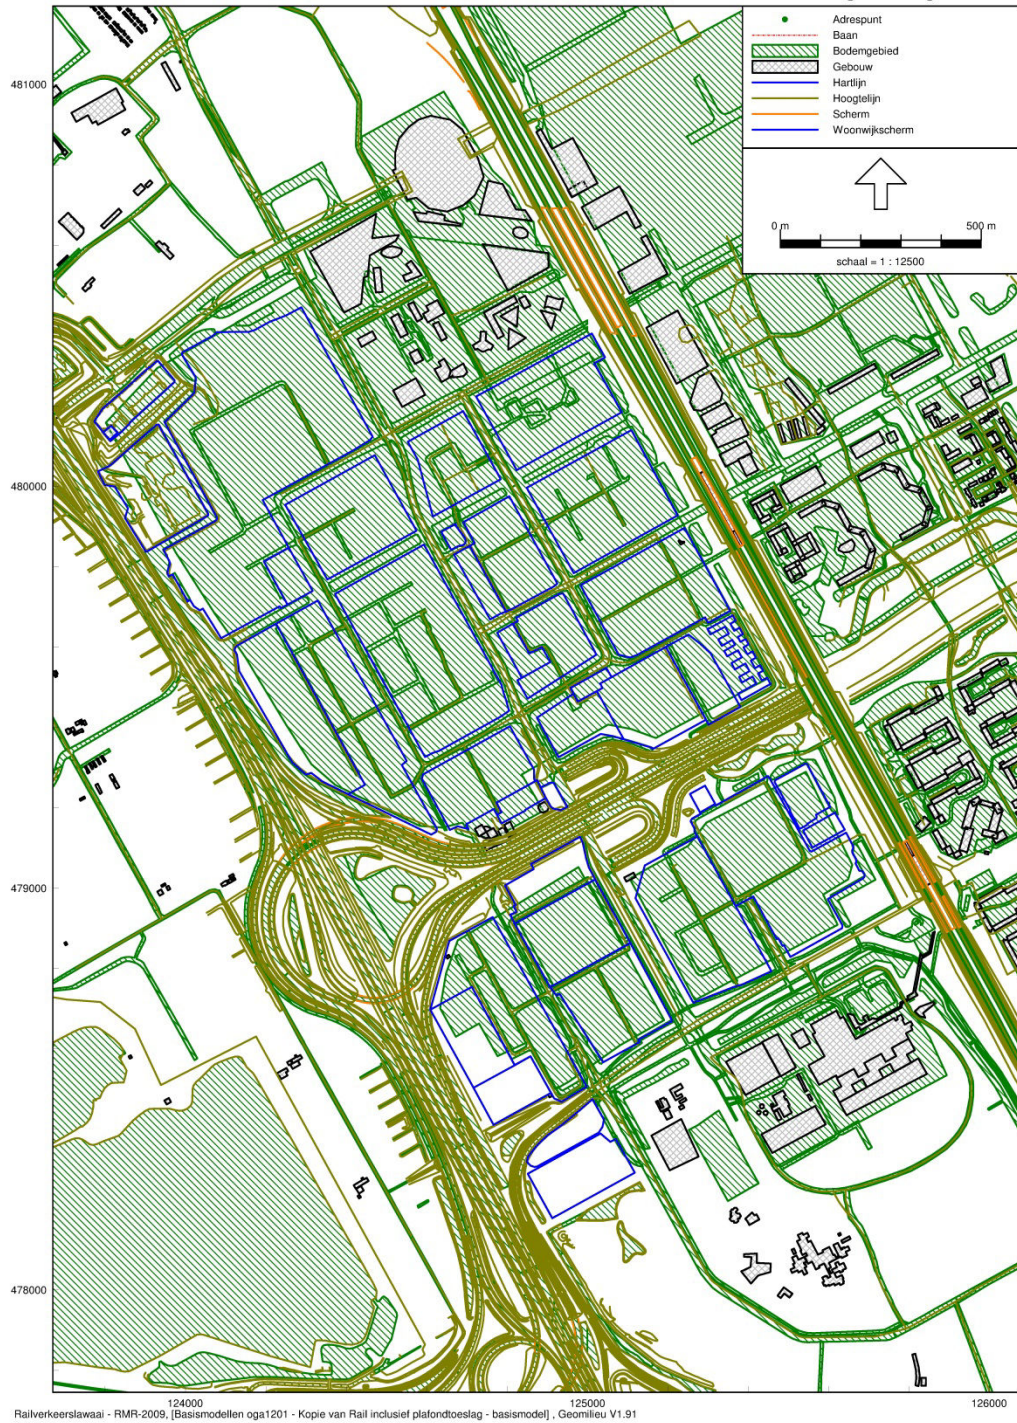 Adrespunt
Baan
Bodemgebied
Gebouw
Hartlijn
Hoogtelijn
Scherm
Woonwijkscherm
0 m 500 m
schaal = 1 : 12500
481000
480000
479000
478000
124000 125000 126000
Railverkeerslawaai - RMR-2009, [Basismodellen oga1201 - Kopie van Rail inclusief plafondtoeslag - basismodel] , Geomilieu V1.91